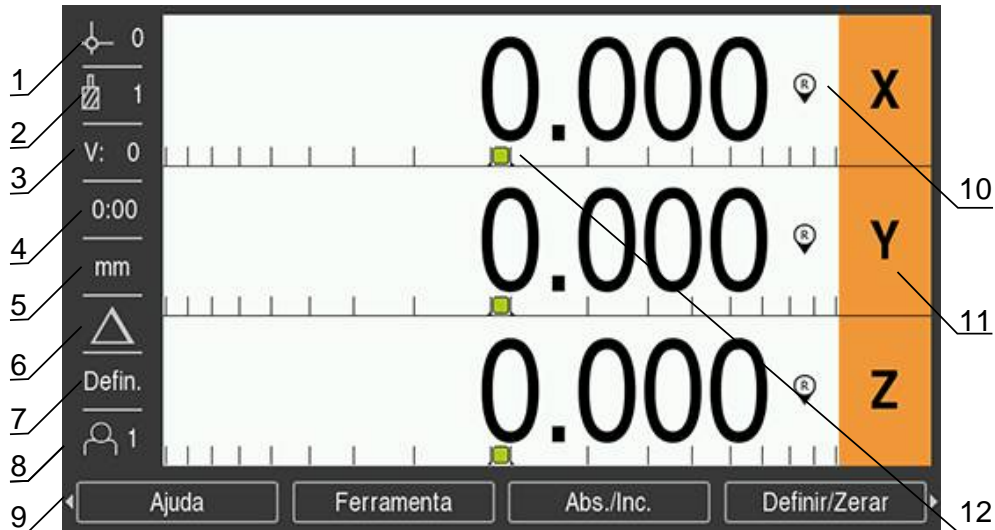 0
1
V: 0
0:00
mm
Defin.
1
0.000
R
X
0.000
R
Y
0.000
R
Z
Ajuda
Ferramenta
Abs./Inc.
Definir/Zerar
1
2
3
4
5
6
7
8
9
10
11
12